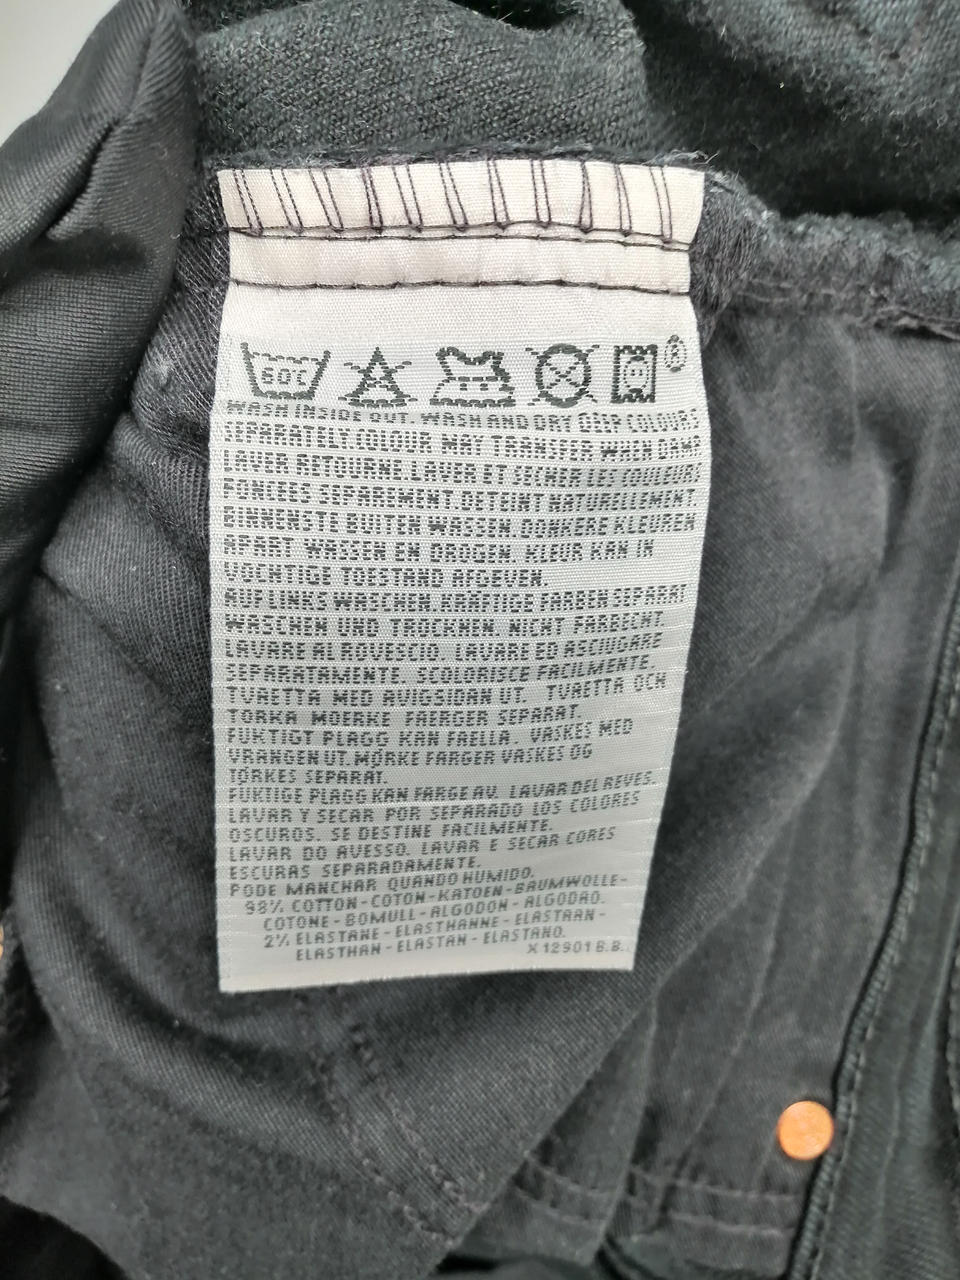 60C
®
WASH INSIDE OUT. WASH AND DRY DEEP COLOURS
SEPARATELY. COLOUR MAY TRANSFER WHEN DAMP
LAVER RETOURNE LAVER ET SECHER LES COULEURS
FONCEES SEPAREMENT DETEINT NATURELLEMENT
BINNENSTE BUITEN WASSEN. DONKERE KLEUREN
APART WASSEN EN DROGEN. KLEUR KAN IN
VOCHTIGE TOESTAND AFGEVEN.
AUF LINKS WASCHEN. KRÄFTIGE FARBEN SEPARAT
WASCHEN UND TROCKNEN. NICHT FARBECHT.
LAVARE AL ROVESCIO. LAVARE ED ASCIUGARE
SEPARATAMENTE. SCOLORISCE FACILMENTE.
TVAETTA MED AVIGSIDAN UT. TVAETTA OCH
TORKA MOERKE FAERGER SEPARAT.
FUKTIGT PLAGG KAN FAELLA. VASKES MED
VRANGEN UT. MØRKE FARGER VASKES OG
TØRKES SEPARAT.
FUKTIGE PLAGG KAN FARGE AV. LAVAR DEL REVES.
LAVAR Y SECAR POR SEPARADO LOS COLORES
OSCUROS. SE DESTINE FACILMENTE.
LAVAR DO AVESSO. LAVAR E SECAR CORES
ESCURAS SEPARADAMENTE.
PODE MANCHAR QUANDO HUMIDO.
98% COTTON-COTON-KATOEN-BAUMWOLLE-
COTONE-BOMULL-ALGODON-ALGODAO.
2% ELASTANE-ELASTHANNE-ELASTAAN-
ELASTHAN-ELASTAN-ELASTANO.
X 12901 B.B.